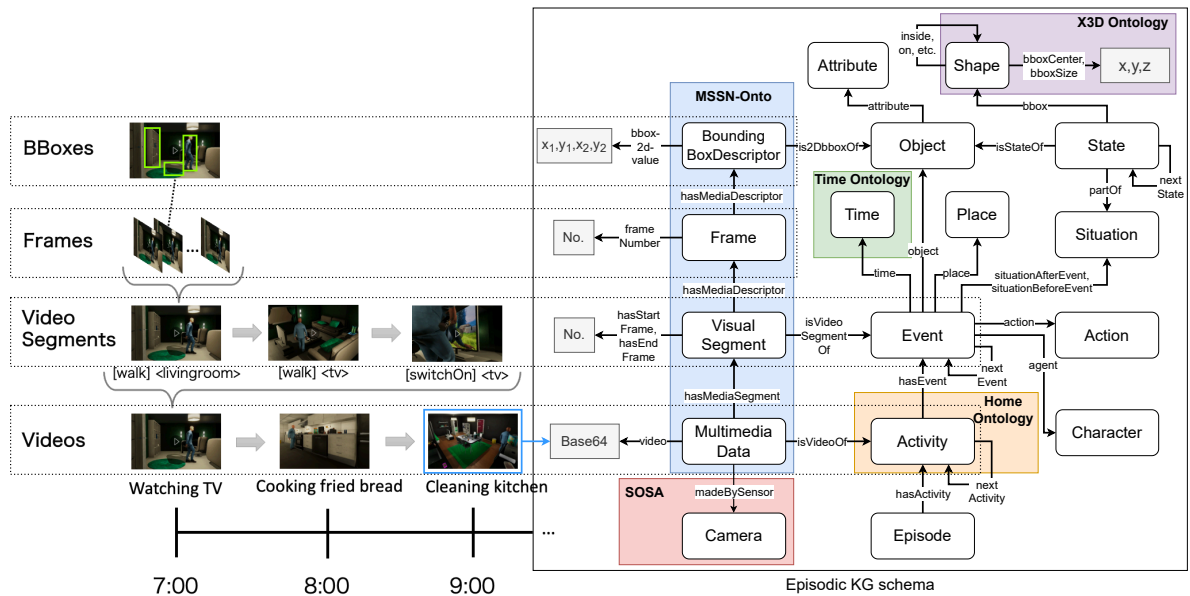 X3D Ontology
inside,
on, etc.
Shape
bboxCenter,
bboxSize
x,y,z
Attribute
MSSN-Onto
attribute
bbox
BBoxes
x1,y1,x2,y2
bbox-
2d-
value
Bounding
BoxDescriptor
is2DbboxOf
Object
isStateOf
State
next
State
Time Ontology
partOf
hasMediaDescriptor
Time
Place
Frames
...
No.
frame
Number
Frame
object
Situation
time
place
situationAfterEvent,
situationBeforeEvent
hasMediaDescriptor
Video
Segments
No.
hasStart
Frame,
hasEnd
Frame
Visual
Segment
isVideo
Segment
Of
Event
action
Action
[walk] <livingroom>
[walk] <tv>
[switchOn] <tv>
next
Event
agent
hasEvent
hasMediaSegment
Home
Ontology
Videos
Base64
video
Multimedia
Data
isVideoOf
Activity
Character
Watching TV
Cooking fried bread
Cleaning kitchen
SOSA
madeBySensor
hasActivity
next
Activity
...
Camera
Episode
7:00
8:00
9:00
Episodic KG schema